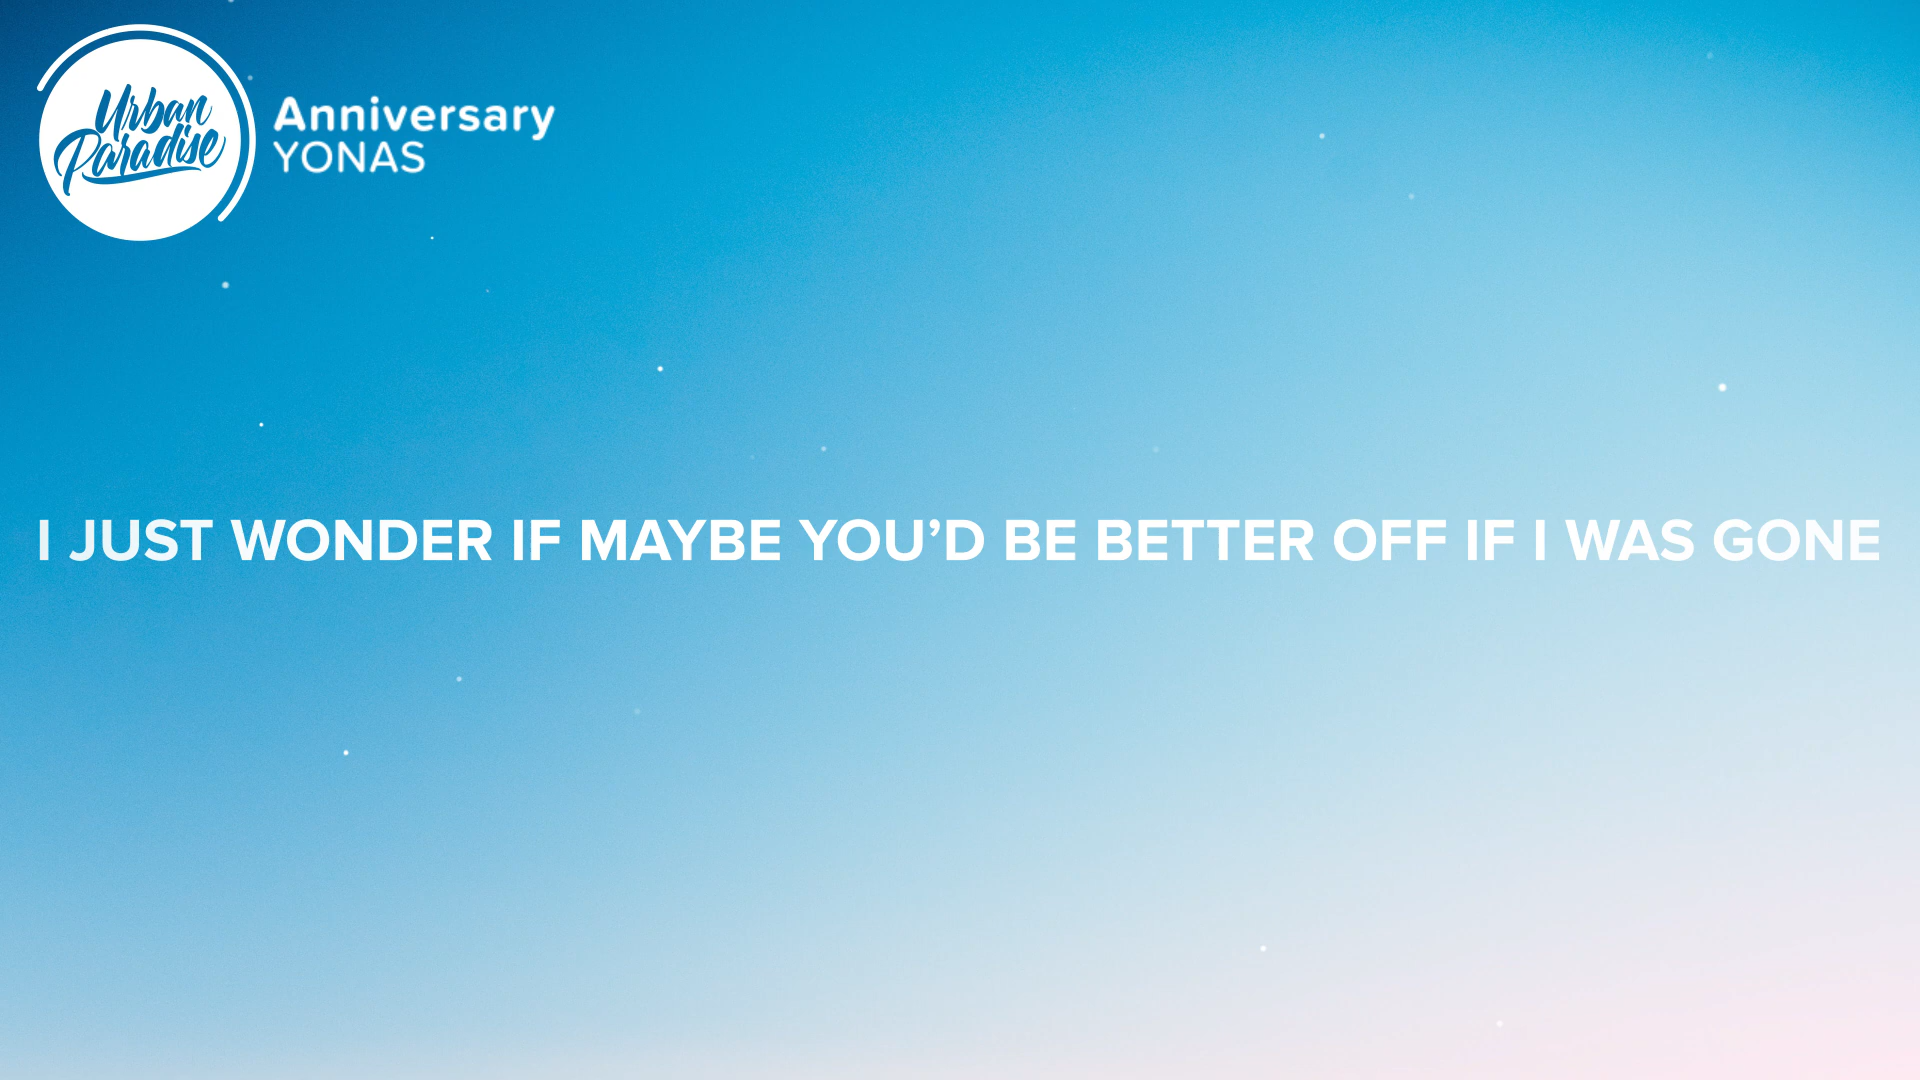 Urban
Paradise
Anniversary
YONAS
I JUST WONDER IF MAYBE YOU’D BE BETTER OFF IF I WAS GONE